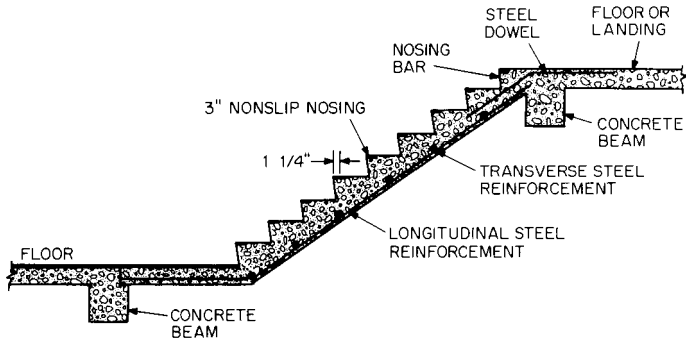 STEEL
DOWEL
FLOOR OR
LANDING
NOSING
BAR
3" NONSLIP NOSING
CONCRETE
BEAM
1 1/4"
TRANSVERSE STEEL
REINFORCEMENT
LONGITUDINAL STEEL
REINFORCEMENT
FLOOR
CONCRETE
BEAM